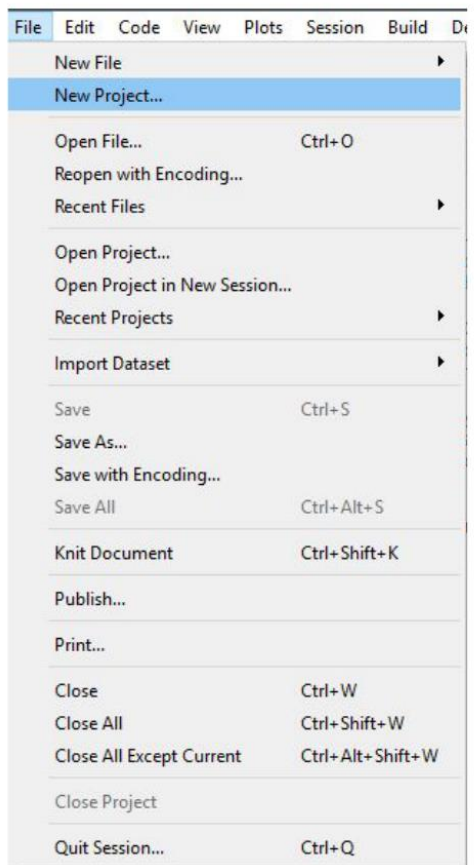 File Edit Code View Plots Session Build De
New File
New Project...
Open File... Ctrl+O
Reopen with Encoding...
Recent Files
Open Project...
Open Project in New Session...
Recent Projects
Import Dataset
Save Ctrl+S
Save As...
Save with Encoding...
Save All Ctrl+Alt+S
Knit Document Ctrl+Shift+K
Publish...
Print...
Close Ctrl+W
Close All Ctrl+Shift+W
Close All Except Current Ctrl+Alt+Shift+W
Close Project
Quit Session... Ctrl+Q